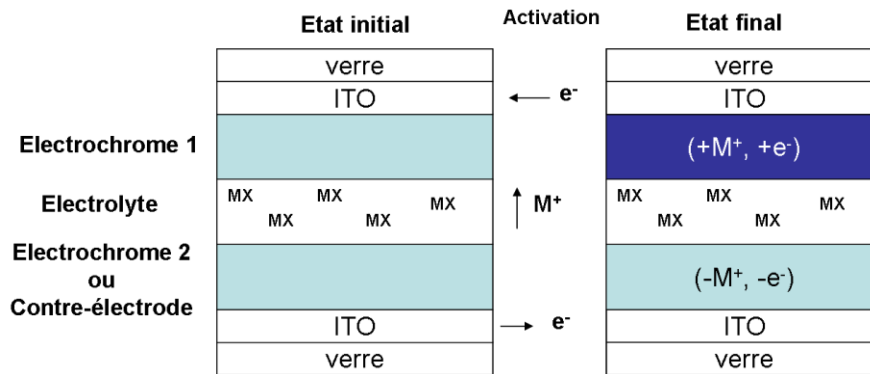 Etat initial
Activation
Etat final
verre
ITO
e-
verre
ITO
Electrochrome 1
(+M+, +e-)
Electrolyte
MX MX MX
MX MX MX
M+
MX MX MX
MX MX MX
Electrochrome 2
ou
Contre-électrode
(-M+, -e-)
ITO
verre
e-
ITO
verre